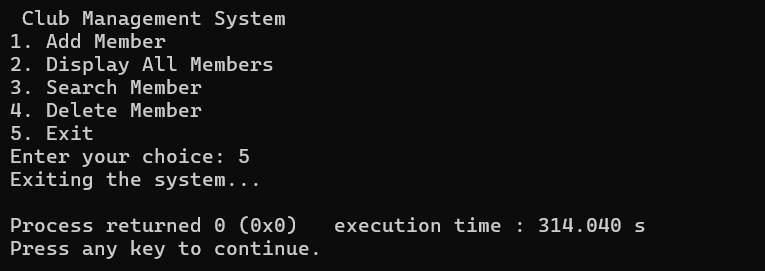 Club Management System
1. Add Member
2. Display All Members
3. Search Member
4. Delete Member
5. Exit
Enter your choice: 5
Exiting the system...
Process returned 0 (0x0)   execution time : 314.040 s
Press any key to continue.